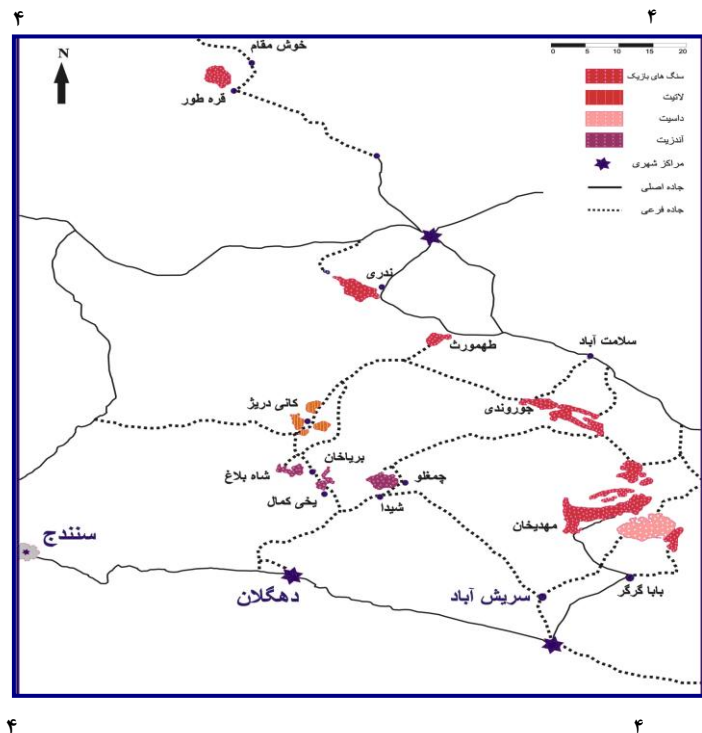 ۴ ۴
N
0 5 10 15 20
سنگ های بازیک
لاتیت
داسیت
آندزیت
مراکز شهری
جاده اصلی
جاده فرعی
خوش مقام
قره طور
ندری
طهمورث
سلامت آباد
کانی دریژ
جوروندی
بریاخان
شاه بلاغ
یخی کمال
چمقلو
شیدا
مهدیخان
سنندج
دهگلان
سریش آباد
بابا گرگر
۴ ۴